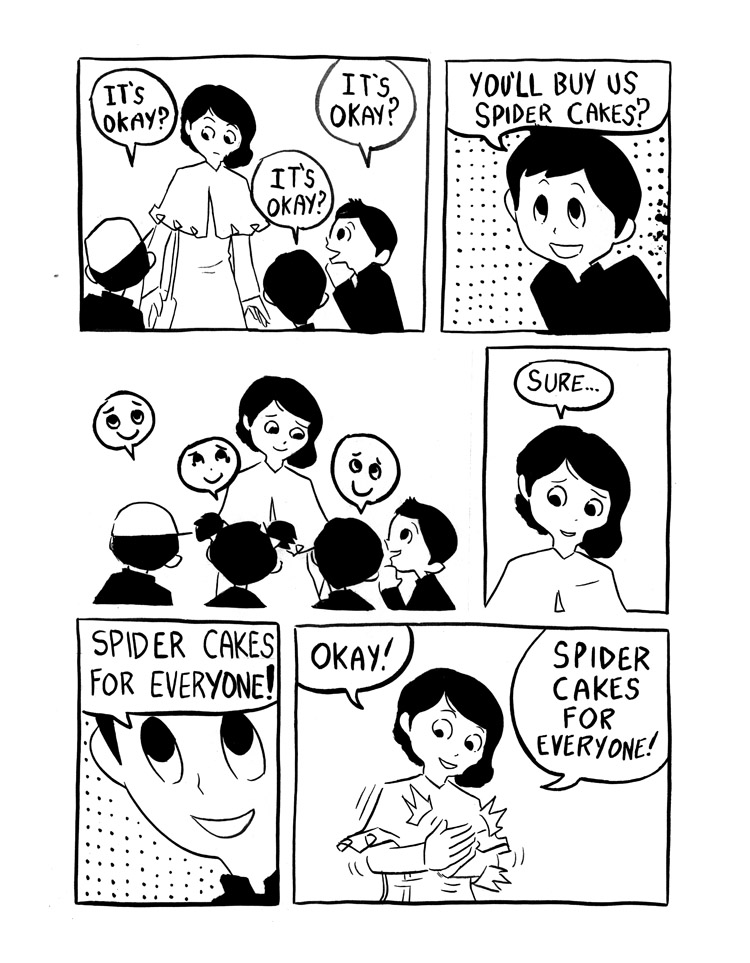 IT'S
OKAY?
IT'S
OKAY?
IT'S
OKAY?
YOU'LL BUY US
SPIDER CAKES?
SURE...
SPIDER CAKES
FOR EVERYONE!
OKAY!
SPIDER
CAKES
FOR
EVERYONE!